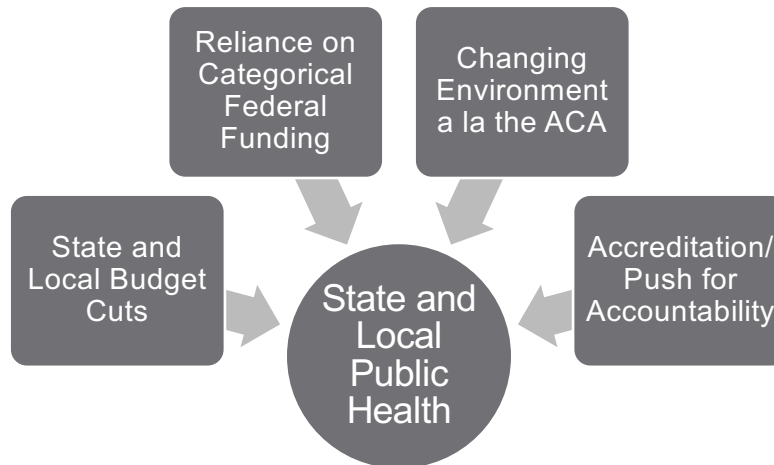 Reliance on
Categorical
Federal
Funding
Changing
Environment
a la the ACA
State and
Local Budget
Cuts
Accreditation/
Push for
Accountability
State and
Local
Public
Health